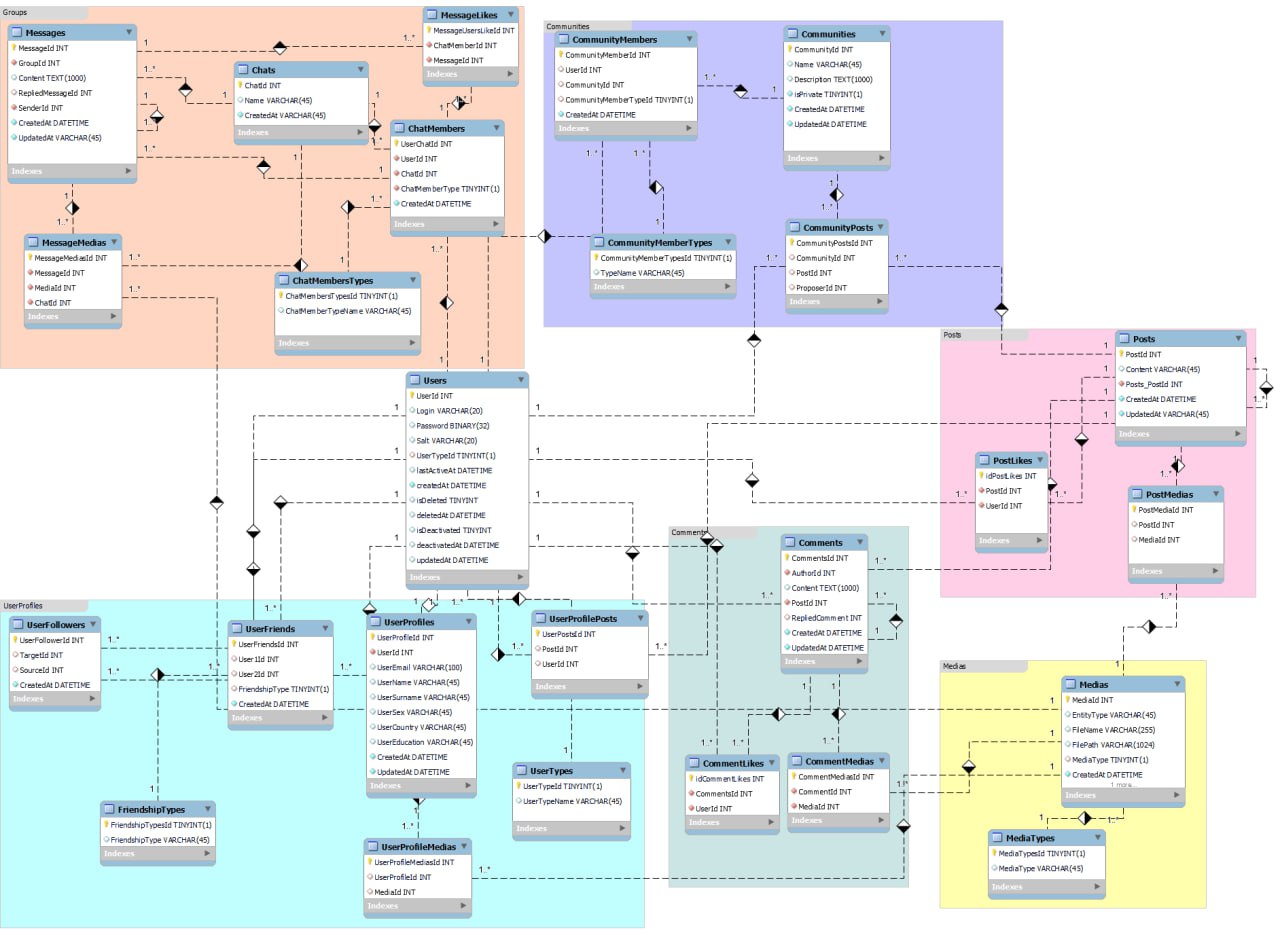 Groups
Messages
MessageId INT
GroupId INT
Content TEXT(1000)
RepliedMessageId INT
SenderId INT
CreatedAt DATETIME
UpdatedAt VARCHAR(45)
Indexes
Chats
ChatId INT
Name VARCHAR(45)
CreatedAt VARCHAR(45)
Indexes
MessageLikes
MessageUsersLikeId INT
ChatMemberId INT
MessageId INT
Indexes
ChatMembers
UserChatId INT
UserId INT
ChatId INT
ChatMemberType TINYINT(1)
CreatedAt DATETIME
Indexes
MessageMedias
MessageMediasId INT
MessageId INT
MediaId INT
ChatId INT
Indexes
ChatMembersTypes
ChatMembersTypesId TINYINT(1)
ChatMemberTypeName VARCHAR(45)
Indexes
Communities
CommunityMembers
CommunityMemberId INT
UserId INT
CommunityId INT
CommunityMemberTypeId TINYINT(1)
CreatedAt DATETIME
Indexes
Communities
CommunityId INT
Name VARCHAR(45)
Description TEXT(1000)
isPrivate TINYINT(1)
CreatedAt DATETIME
UpdatedAt DATETIME
Indexes
CommunityMemberTypes
CommunityMemberTypesId TINYINT(1)
TypeName VARCHAR(45)
Indexes
CommunityPosts
CommunityPostsId INT
CommunityId INT
PostId INT
ProposerId INT
Indexes
Posts
Posts
PostId INT
Content VARCHAR(45)
Posts_PostId INT
CreatedAt DATETIME
UpdatedAt VARCHAR(45)
Indexes
PostLikes
idPostLikes INT
PostId INT
UserId INT
Indexes
PostMedias
PostMediaId INT
PostId INT
MediaId INT
Indexes
Users
UserId INT
Login VARCHAR(20)
Password BINARY(32)
Salt VARCHAR(20)
UserTypeId TINYINT(1)
lastActiveAt DATETIME
createdAt DATETIME
isDeleted TINYINT
deletedAt DATETIME
isDeactivated TINYINT
deactivatedAt DATETIME
updatedAt DATETIME
Indexes
Comments
Comments
CommentsId INT
AuthorId INT
Content TEXT(1000)
PostId INT
RepliedComment INT
CreatedAt DATETIME
UpdatedAt DATETIME
Indexes
CommentLikes
idCommentLikes INT
CommentsId INT
UserId INT
Indexes
CommentMedias
CommentMediasId INT
CommentId INT
MediaId INT
Indexes
UserProfiles
UserFollowers
UserFollowerId INT
TargetId INT
SourceId INT
CreatedAt DATETIME
Indexes
UserFriends
UserFriendsId INT
User1Id INT
User2Id INT
FriendshipType TINYINT(1)
CreatedAt DATETIME
Indexes
UserProfiles
UserProfileId INT
UserId INT
UserEmail VARCHAR(100)
UserName VARCHAR(45)
UserSurname VARCHAR(45)
UserSex VARCHAR(45)
UserCountry VARCHAR(45)
UserEducation VARCHAR(45)
CreatedAt DATETIME
UpdatedAt DATETIME
Indexes
UserProfilePosts
UserPostsId INT
PostId INT
UserId INT
Indexes
UserTypes
UserTypeId TINYINT(1)
UserTypeName VARCHAR(45)
Indexes
FriendshipTypes
FriendshipTypesId TINYINT(1)
FriendshipType VARCHAR(45)
Indexes
UserProfileMedias
UserProfileMediasId INT
UserProfileId INT
MediaId INT
Indexes
Medias
Medias
MediaId INT
EntityType VARCHAR(45)
FileName VARCHAR(255)
FilePath VARCHAR(1024)
MediaType TINYINT(1)
CreatedAt DATETIME
1 more...
Indexes
MediaTypes
MediaTypesId TINYINT(1)
MediaType VARCHAR(45)
Indexes